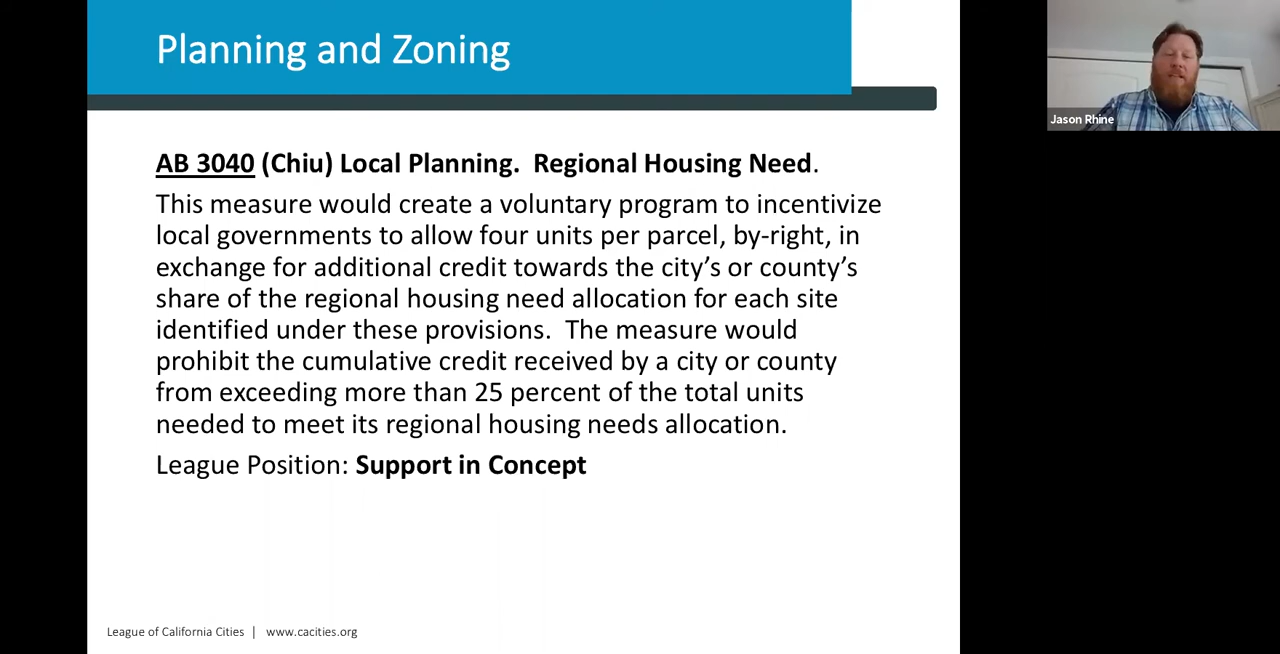 Planning and Zoning
Jason Rhine
AB 3040 (Chiu) Local Planning.  Regional Housing Need.
This measure would create a voluntary program to incentivize
local governments to allow four units per parcel, by-right, in
exchange for additional credit towards the city’s or county’s
share of the regional housing need allocation for each site
identified under these provisions.  The measure would
prohibit the cumulative credit received by a city or county
from exceeding more than 25 percent of the total units
needed to meet its regional housing needs allocation.
League Position: Support in Concept
League of California Cities | www.cacities.org